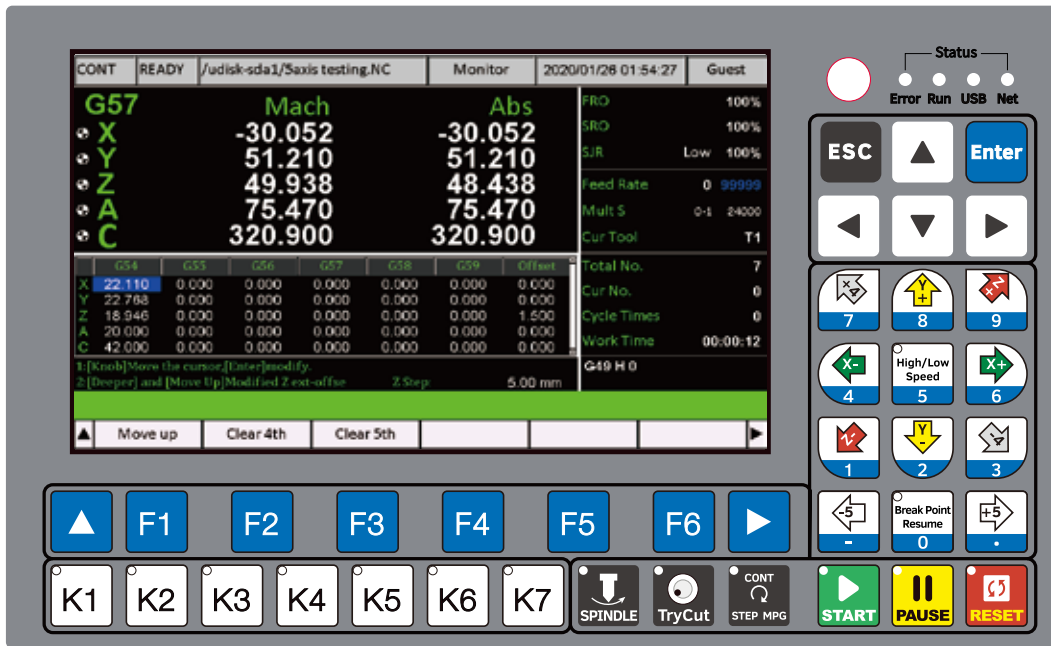 CONT READY /udisk-sda1/5axis testing.NC Monitor 2020/01/26 01:54:27 Guest
G57 Mach Abs
X -30.052 -30.052
Y 51.210 51.210
Z 49.938 48.438
A 75.470 75.470
C 320.900 320.900
FRO 100%
SRO 100%
SJR Low 100%
Feed Rate 0 99999
Mult S 0-1 24000
Cur Tool T1
Total No. 7
Cur No. 0
Cycle Times 0
Work Time 00:00:12
G49 H 0
G54 G55 G56 G57 G58 G59 Offset
X 22.110 0.000 0.000 0.000 0.000 0.000 0.000
Y 22.768 0.000 0.000 0.000 0.000 0.000 0.000
Z 18.946 0.000 0.000 0.000 0.000 0.000 1.500
A 20.000 0.000 0.000 0.000 0.000 0.000 0.000
C 42.000 0.000 0.000 0.000 0.000 0.000 0.000
1:[Knob]Move the cursor,[Enter]modify.
2:[Deeper] and [Move Up]Modified Z ext-offse Z Step: 5.00 mm
Move up Clear 4th Clear 5th
Status
Error Run USB Net
ESC Enter
4 Y+ X+
7 8 9
X- High/Low Speed X+
4 5 6
Z- Y- 4
1 2 3
-5 Break Point Resume +5
- 0 .
F1 F2 F3 F4 F5 F6
K1 K2 K3 K4 K5 K6 K7
SPINDLE TryCut CONT STEP MPG START PAUSE RESET